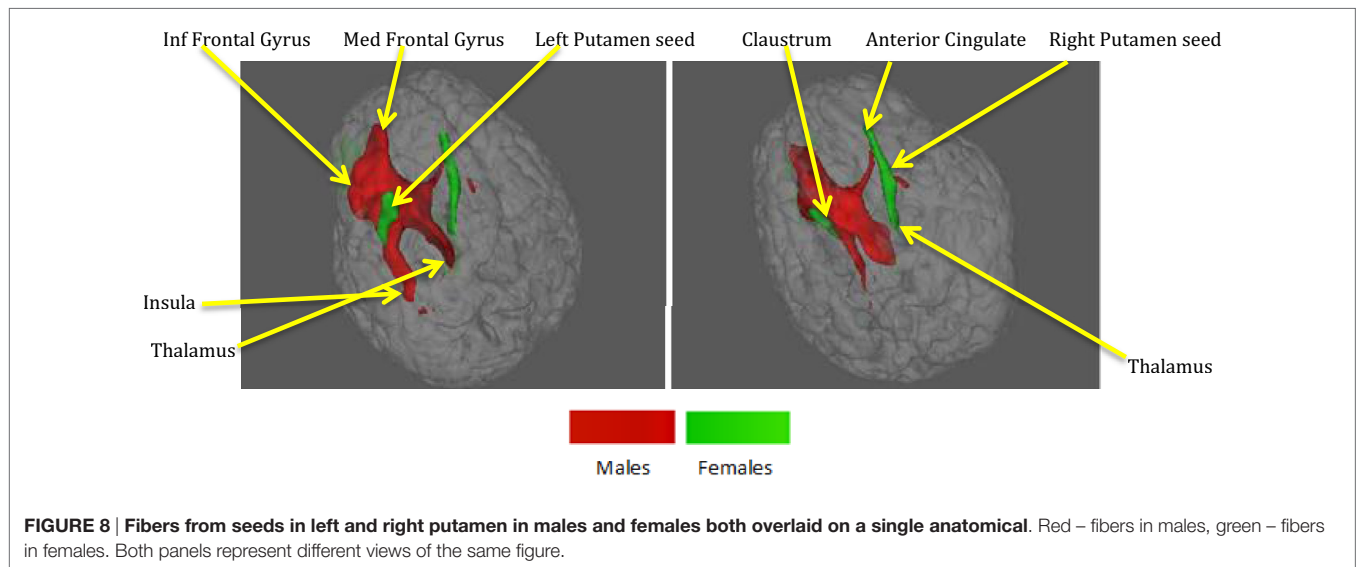 Inf Frontal Gyrus Med Frontal Gyrus Left Putamen seed Claustrum Anterior Cingulate Right Putamen seed
Insula
Thalamus
Thalamus
Males Females
FIGURE 8 | Fibers from seeds in left and right putamen in males and females both overlaid on a single anatomical. Red – fibers in males, green – fibers
in females. Both panels represent different views of the same figure.